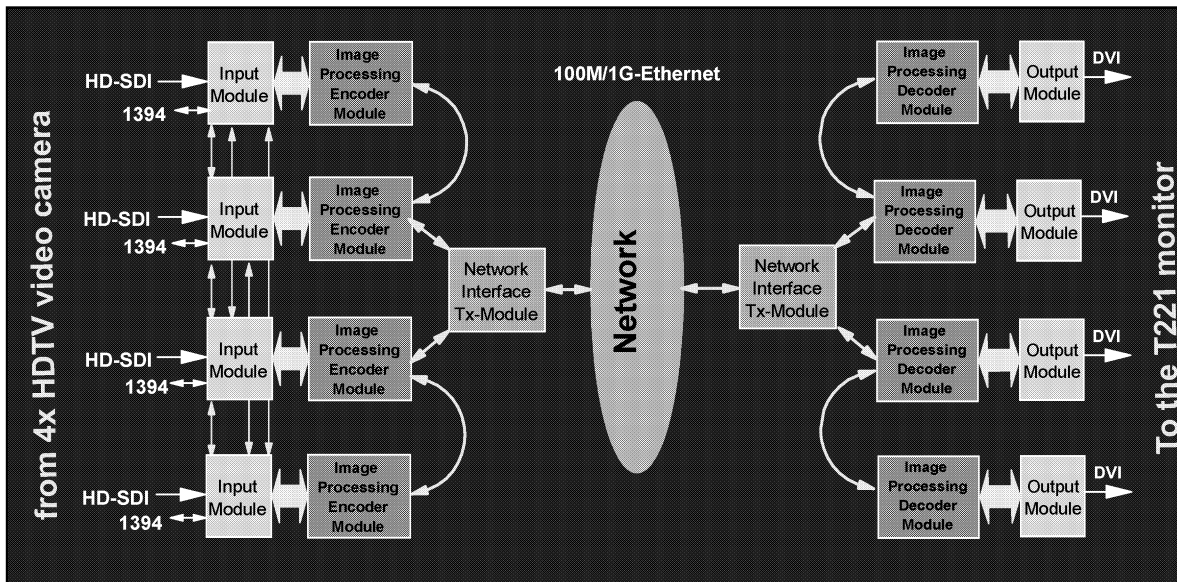 from 4x HDTV video camera
HD-SDI
1394
Input
Module
Image
Processing
Encoder
Module
HD-SDI
1394
Input
Module
Image
Processing
Encoder
Module
HD-SDI
1394
Input
Module
Image
Processing
Encoder
Module
HD-SDI
1394
Input
Module
Image
Processing
Encoder
Module
Network
Interface
Tx-Module
100M/1G-Ethernet
Network
Network
Interface
Tx-Module
Image
Processing
Decoder
Module
Output
Module
DVI
Image
Processing
Decoder
Module
Output
Module
DVI
Image
Processing
Decoder
Module
Output
Module
DVI
Image
Processing
Decoder
Module
Output
Module
DVI
To the T221 monitor